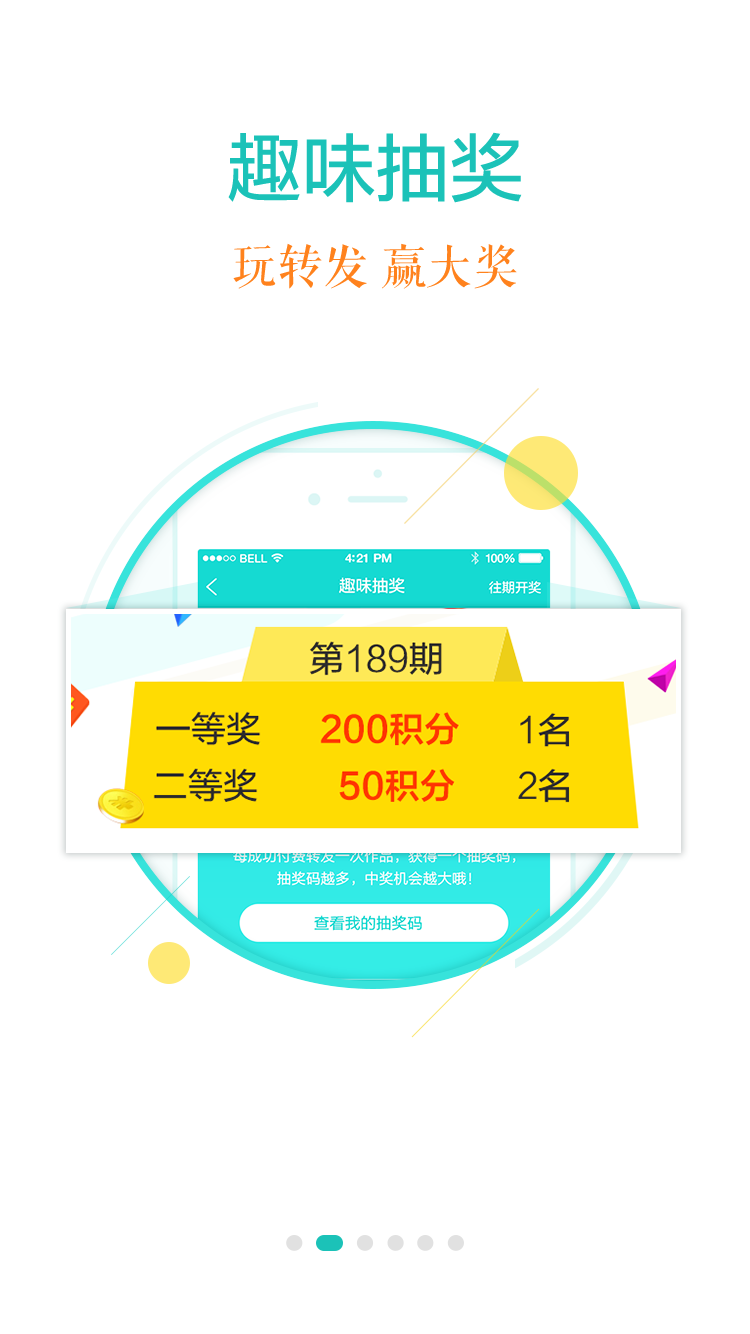 趣味抽奖
玩转发 赢大奖
BELL 4:21 PM 100%
趣味抽奖 往期开奖
第189期
一等奖 200积分 1名
二等奖 50积分 2名
每成功付费转发一次作品，获得一个抽奖码，
抽奖码越多，中奖机会越大哦！
查看我的抽奖码